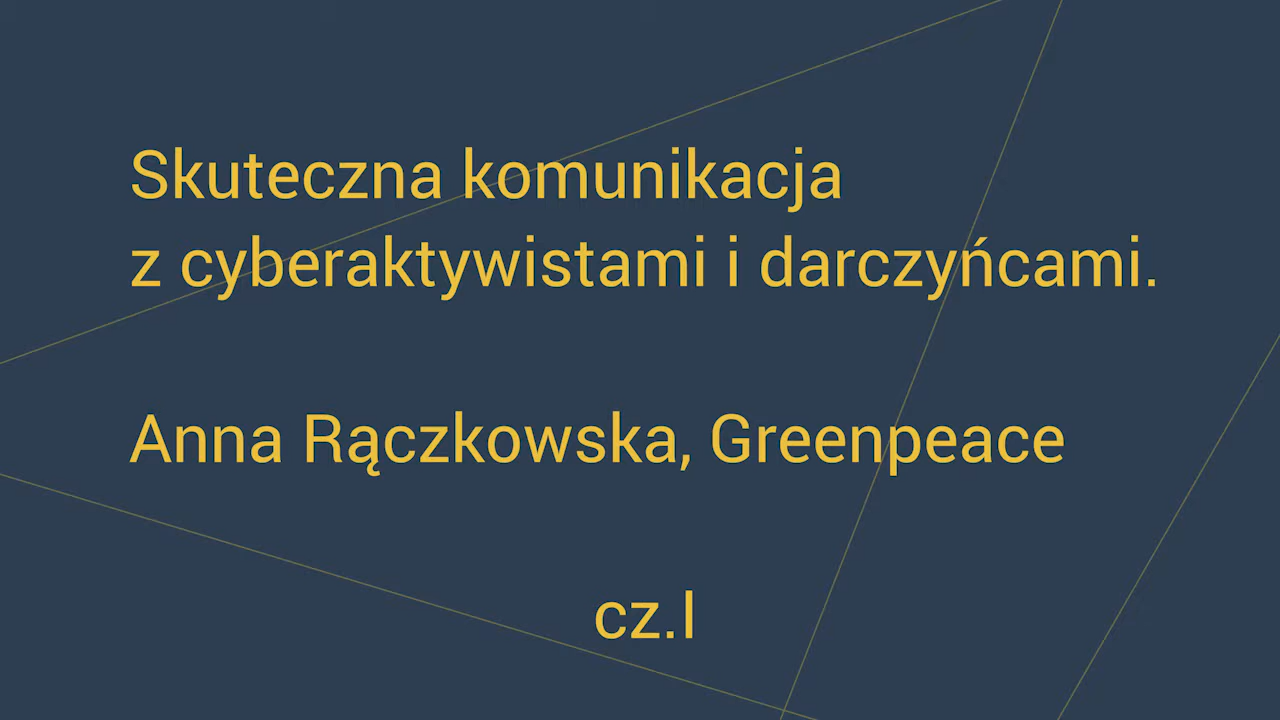 Skuteczna komunikacja
z cyberaktywistami i darczyńcami.
Anna Rączkowska, Greenpeace
cz.I